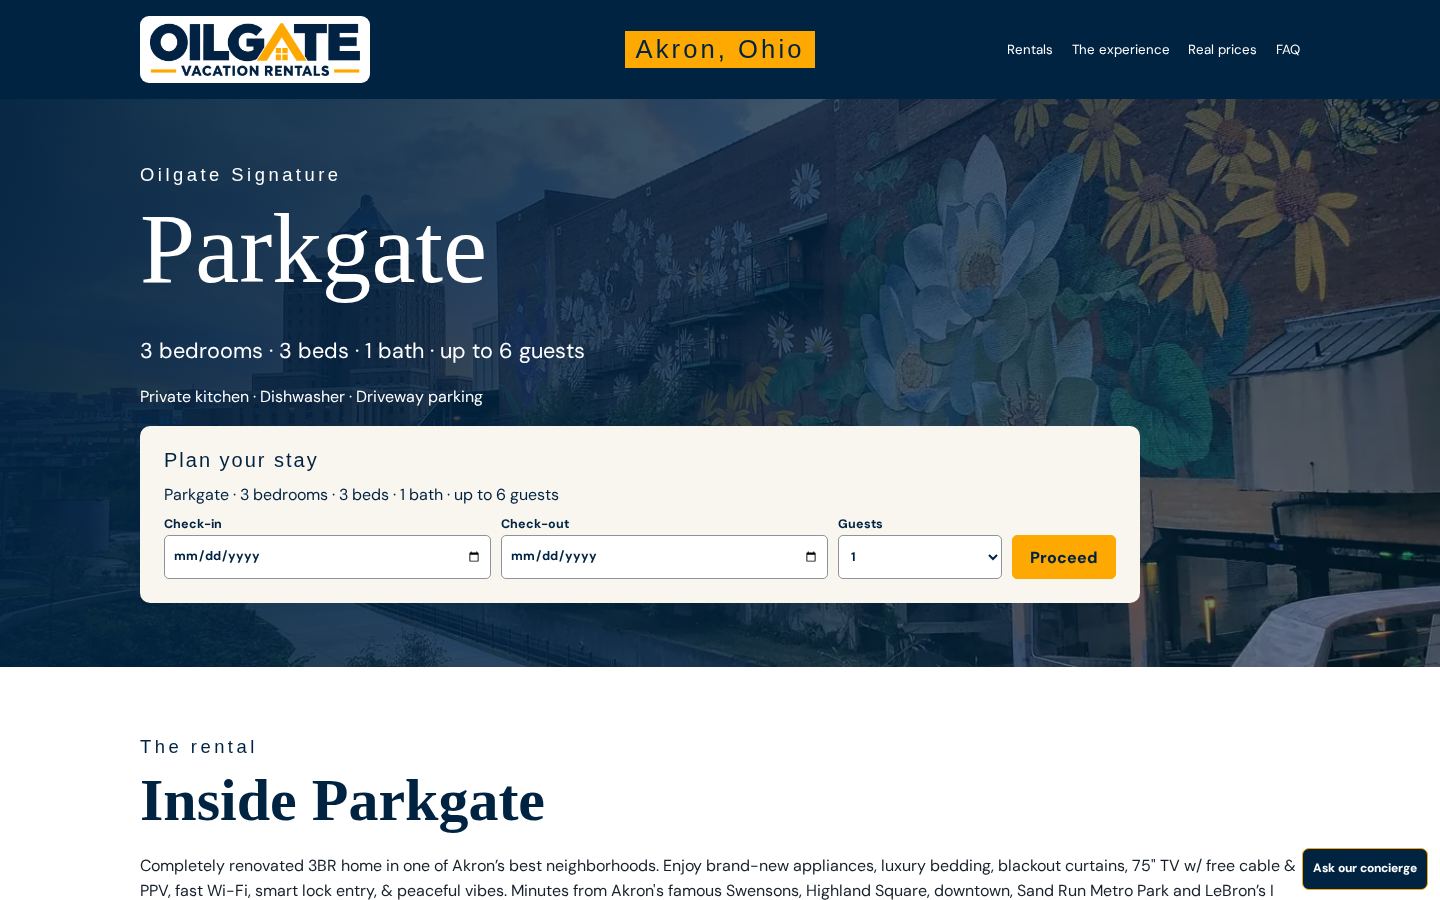 OILGATE
VACATION RENTALS
Akron, Ohio
Rentals
The experience
Real prices
FAQ
Oilgate Signature
Parkgate
3 bedrooms · 3 beds · 1 bath · up to 6 guests
Private kitchen · Dishwasher · Driveway parking
Plan your stay
Parkgate · 3 bedrooms · 3 beds · 1 bath · up to 6 guests
Check-in
Check-out
Guests
mm/dd/yyyy
mm/dd/yyyy
1
Proceed
The rental
Inside Parkgate
Completely renovated 3BR home in one of Akron’s best neighborhoods. Enjoy brand-new appliances, luxury bedding, blackout curtains, 75" TV w/ free cable &
PPV, fast Wi-Fi, smart lock entry, & peaceful vibes. Minutes from Akron's famous Swensons, Highland Square, downtown, Sand Run Metro Park and LeBron’s I
Ask our concierge